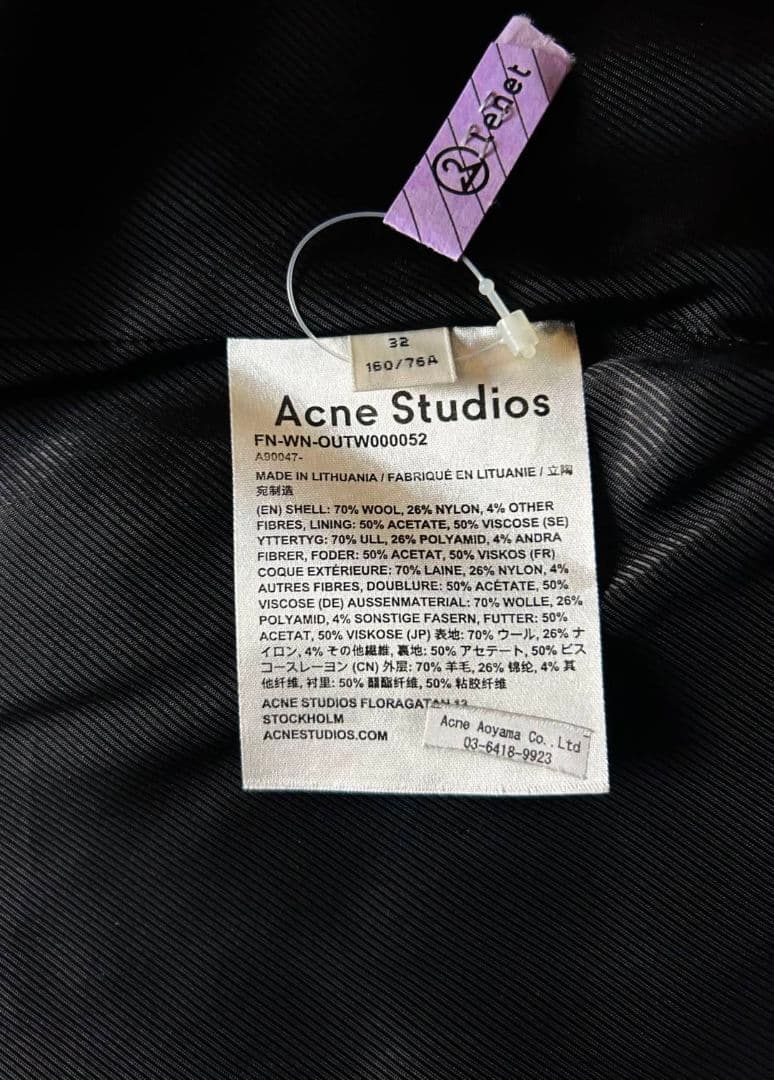 Tenet
2
A
32
160/76A
Acne Studios
FN-WN-OUTW000052
A90047-
MADE IN LITHUANIA / FABRIQUÉ EN LITUANIE / 立陶
宛制造
(EN) SHELL: 70% WOOL, 26% NYLON, 4% OTHER
FIBRES, LINING: 50% ACETATE, 50% VISCOSE (SE)
YTTERTYG: 70% ULL, 26% POLYAMID, 4% ANDRA
FIBRER, FODER: 50% ACETAT, 50% VISKOS (FR)
COQUE EXTÉRIEURE: 70% LAINE, 26% NYLON, 4%
AUTRES FIBRES, DOUBLURE: 50% ACÉTATE, 50%
VISCOSE (DE) AUSSENMATERIAL: 70% WOLLE, 26%
POLYAMID, 4% SONSTIGE FASERN, FUTTER: 50%
ACETAT, 50% VISKOSE (JP) 表地: 70% ウール, 26% ナ
イロン, 4% その他繊維, 裏地: 50% アセテート, 50% ビス
コースレーヨン (CN) 外层: 70% 羊毛, 26% 锦纶, 4% 其
他纤维, 衬里: 50% 醋酯纤维, 50% 粘胶纤维
ACNE STUDIOS FLORAGATAN 13
STOCKHOLM
ACNESTUDIOS.COM
Acne Aoyama Co.,Ltd
03-6418-9923